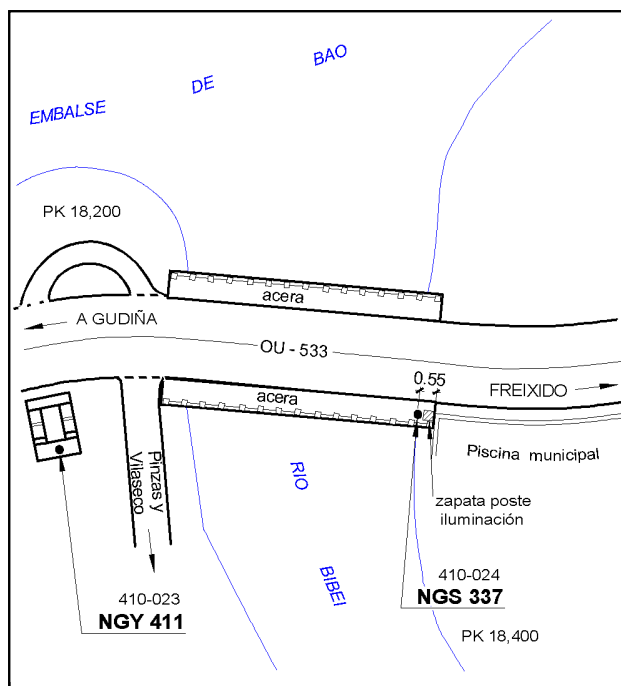 EMBALSE DE BAO
PK 18,200
acera
A GUDIÑA
OU - 533
0.55
FREIXIDO
acera
Pinzas y
Vilaseco
RIO BIBEI
Piscina municipal
zapata poste
iluminación
410-023
NGY 411
410-024
NGS 337
PK 18,400